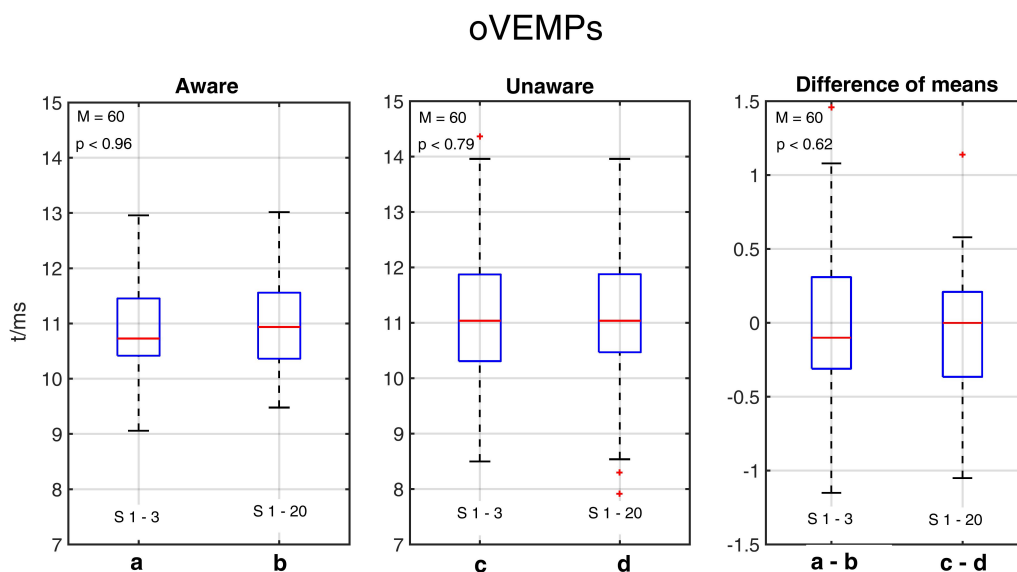 oVEMPs
Aware
t/ms
15
14
13
12
11
10
9
8
7
M = 60
p < 0.96
S 1 - 3
S 1 - 20
a
b
Unaware
15
14
13
12
11
10
9
8
7
M = 60
p < 0.79
S 1 - 3
S 1 - 20
c
d
Difference of means
1.5
1
0.5
0
-0.5
-1
-1.5
M = 60
p < 0.62
S 1 - 3
S 1 - 20
a - b
c - d